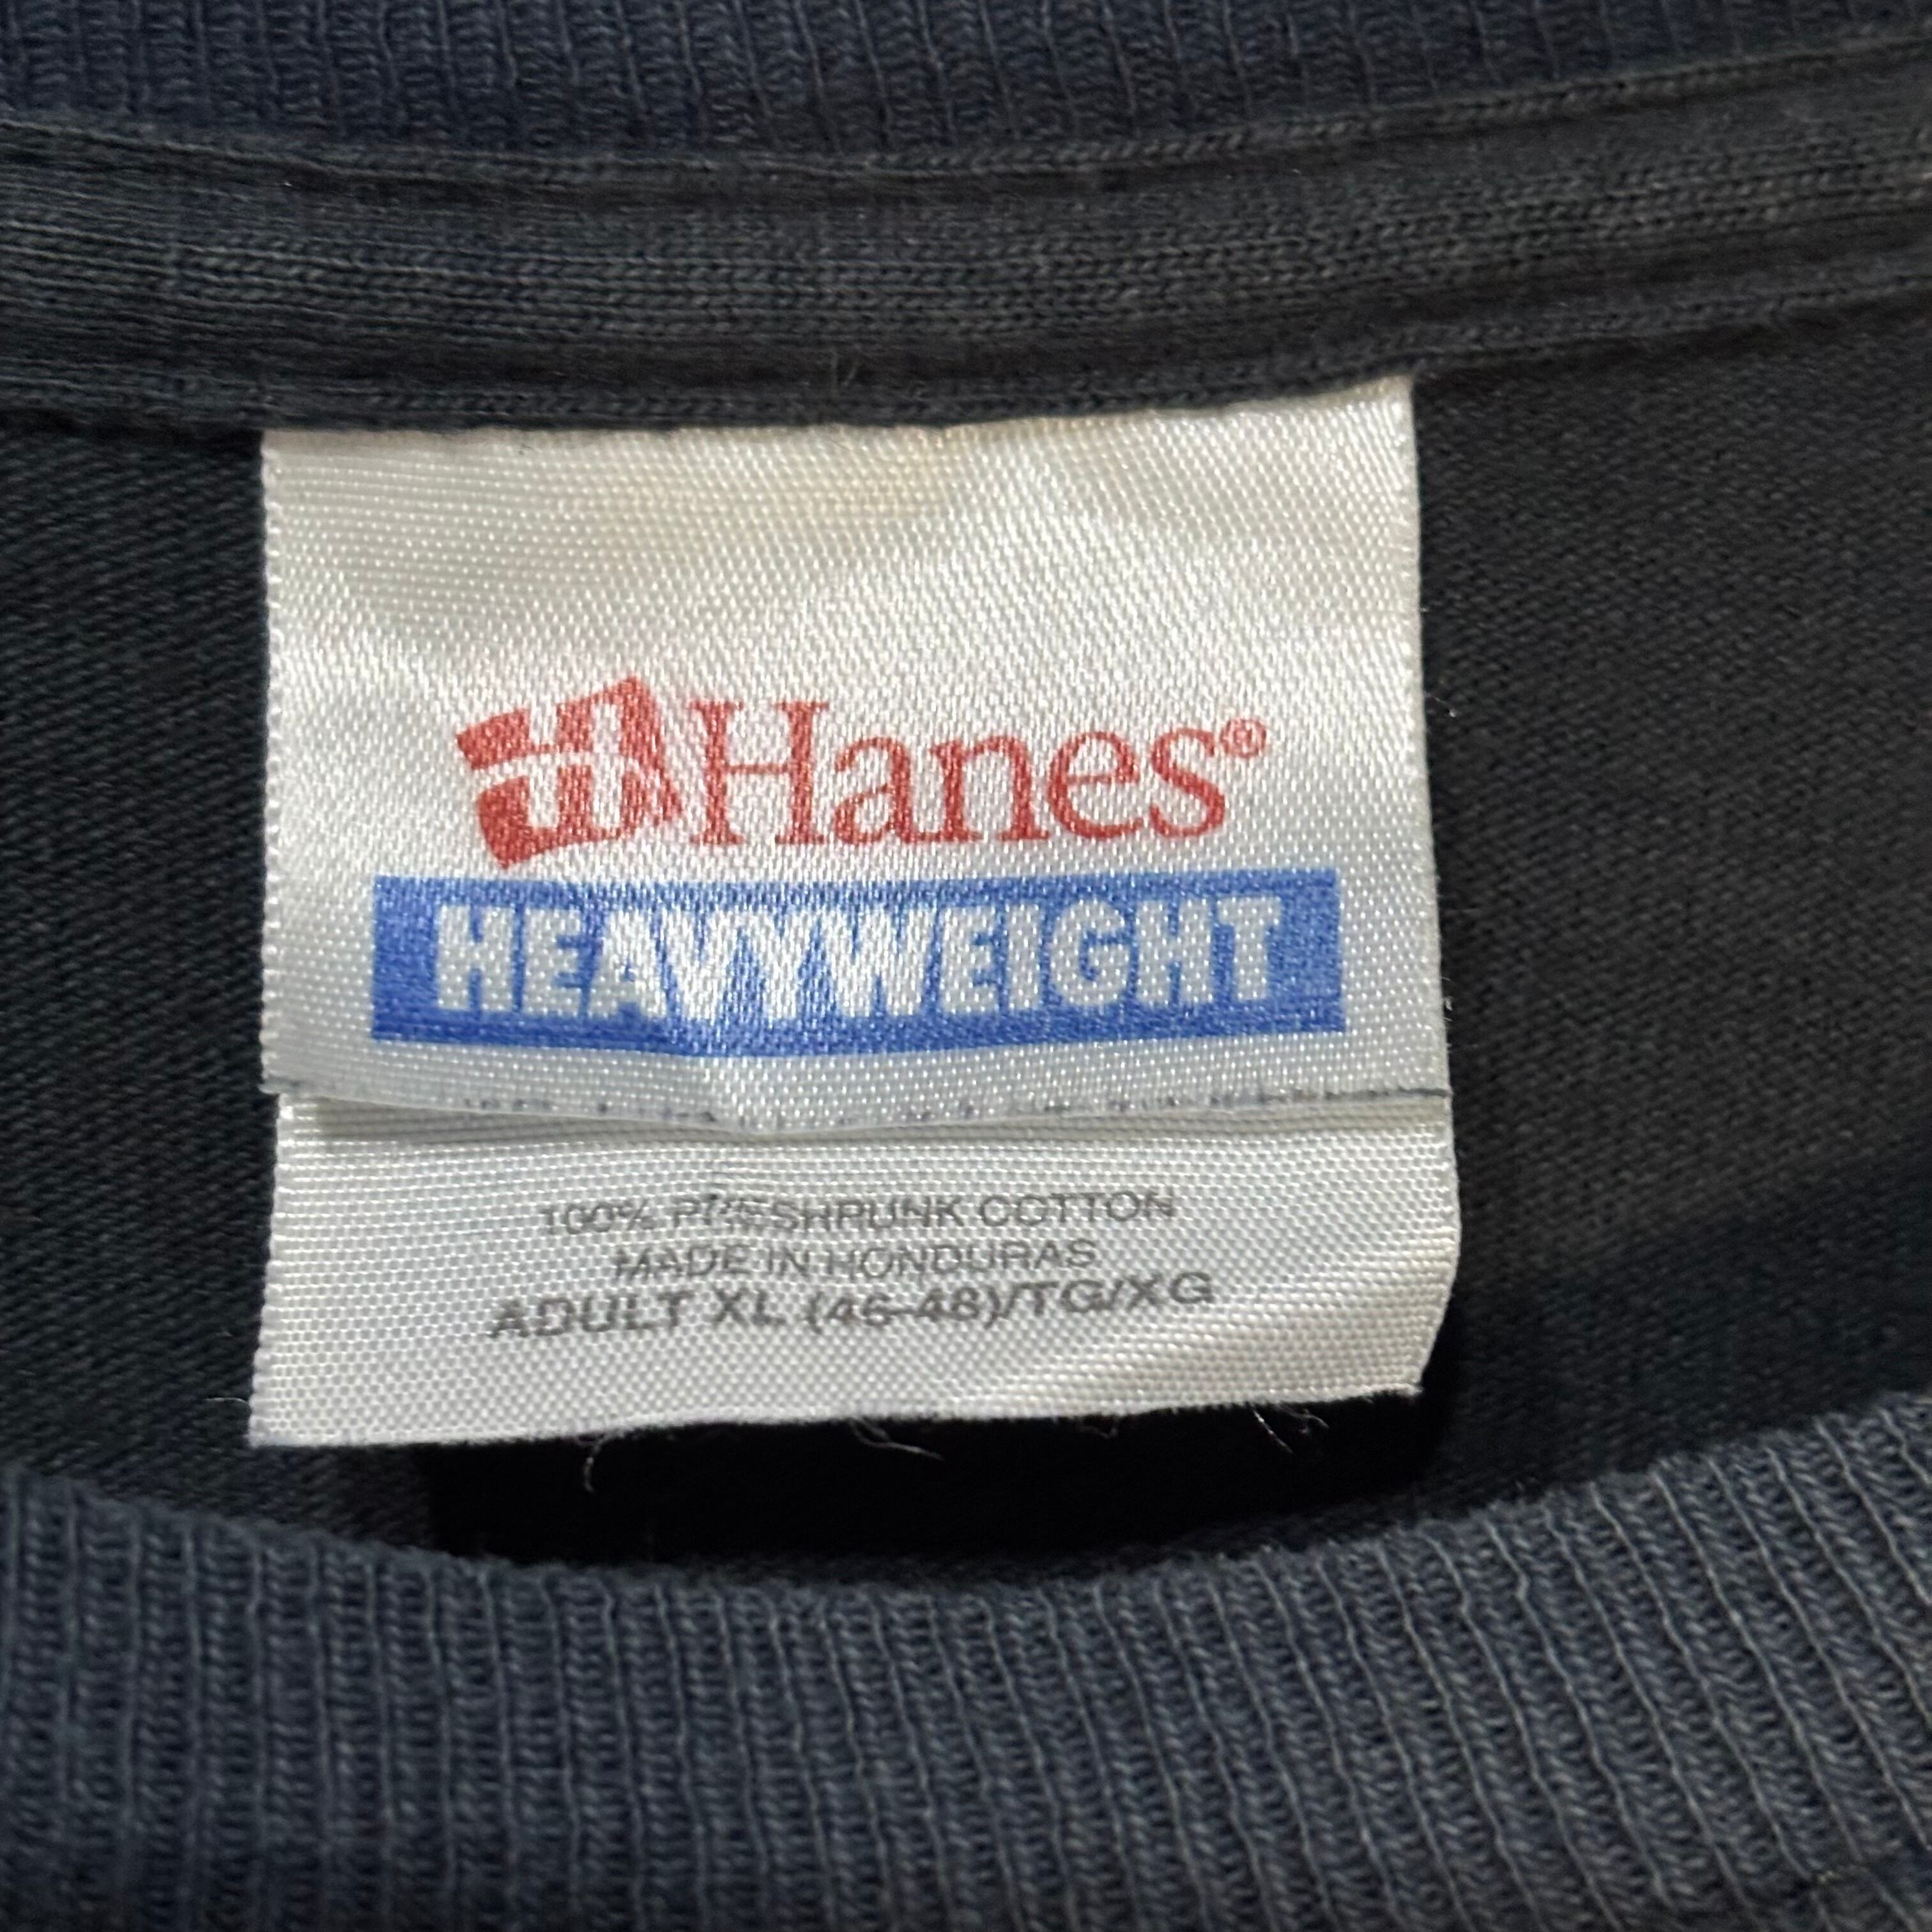 Hanes®
HEAVYWEIGHT
100% PRESHRUNK COTTON
MADE IN HONDURAS
ADULT XL (46-48)/TG/XG